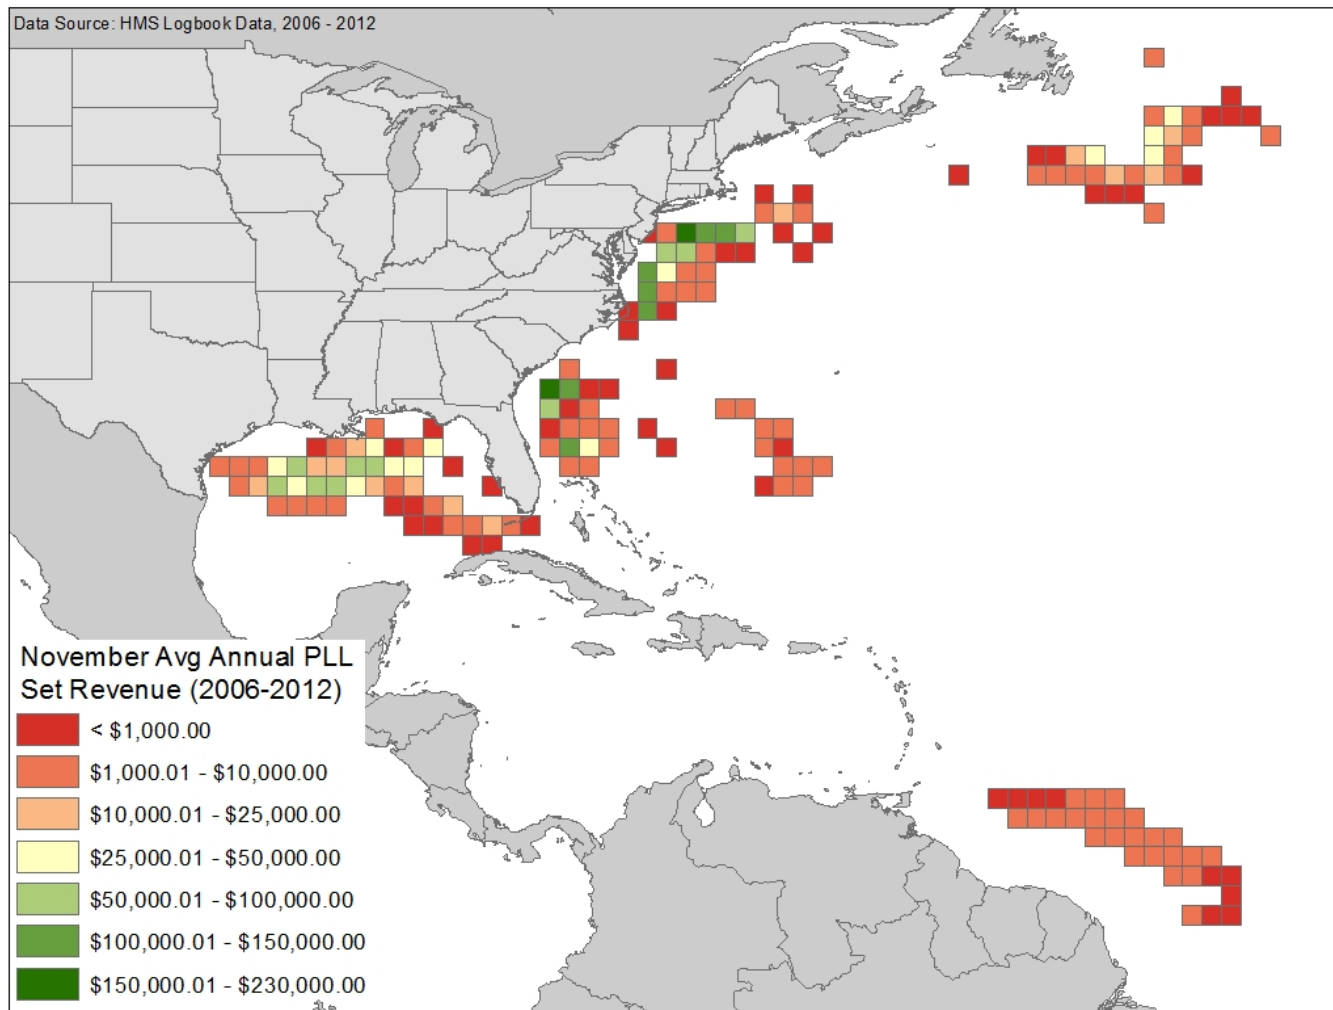 Data Source: HMS Logbook Data, 2006 - 2012
November Avg Annual PLL
Set Revenue (2006-2012)
< $1,000.00
$1,000.01 - $10,000.00
$10,000.01 - $25,000.00
$25,000.01 - $50,000.00
$50,000.01 - $100,000.00
$100,000.01 - $150,000.00
$150,000.01 - $230,000.00